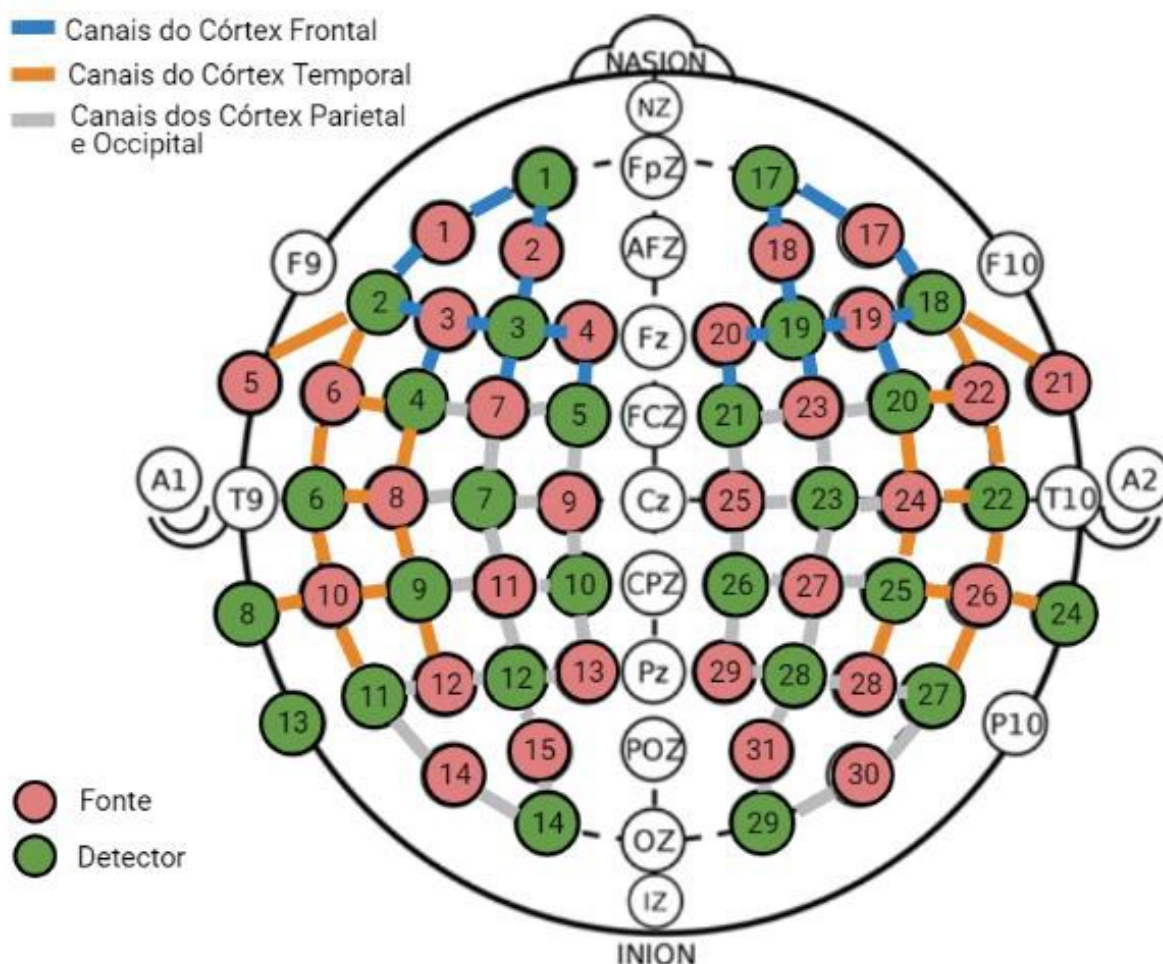 Canais do Córtex Frontal
Canais do Córtex Temporal
Canais dos Córtex Parietal
e Occipital
NASION
NZ
1 FpZ 17
1 2 AFZ 18 17
F9 F10
2 3 3 4 Fz 20 19 19 18
5 6 4 7 5 FCZ 21 23 20 22 21
A1 T9 6 8 7 9 Cz 25 23 24 22 T10 A2
8 10 9 11 10 CPZ 26 27 25 26 24
13 11 12 12 13 Pz 29 28 28 27 P10
14 15 POZ 31 30
14 OZ 29
IZ
INION
Fonte
Detector